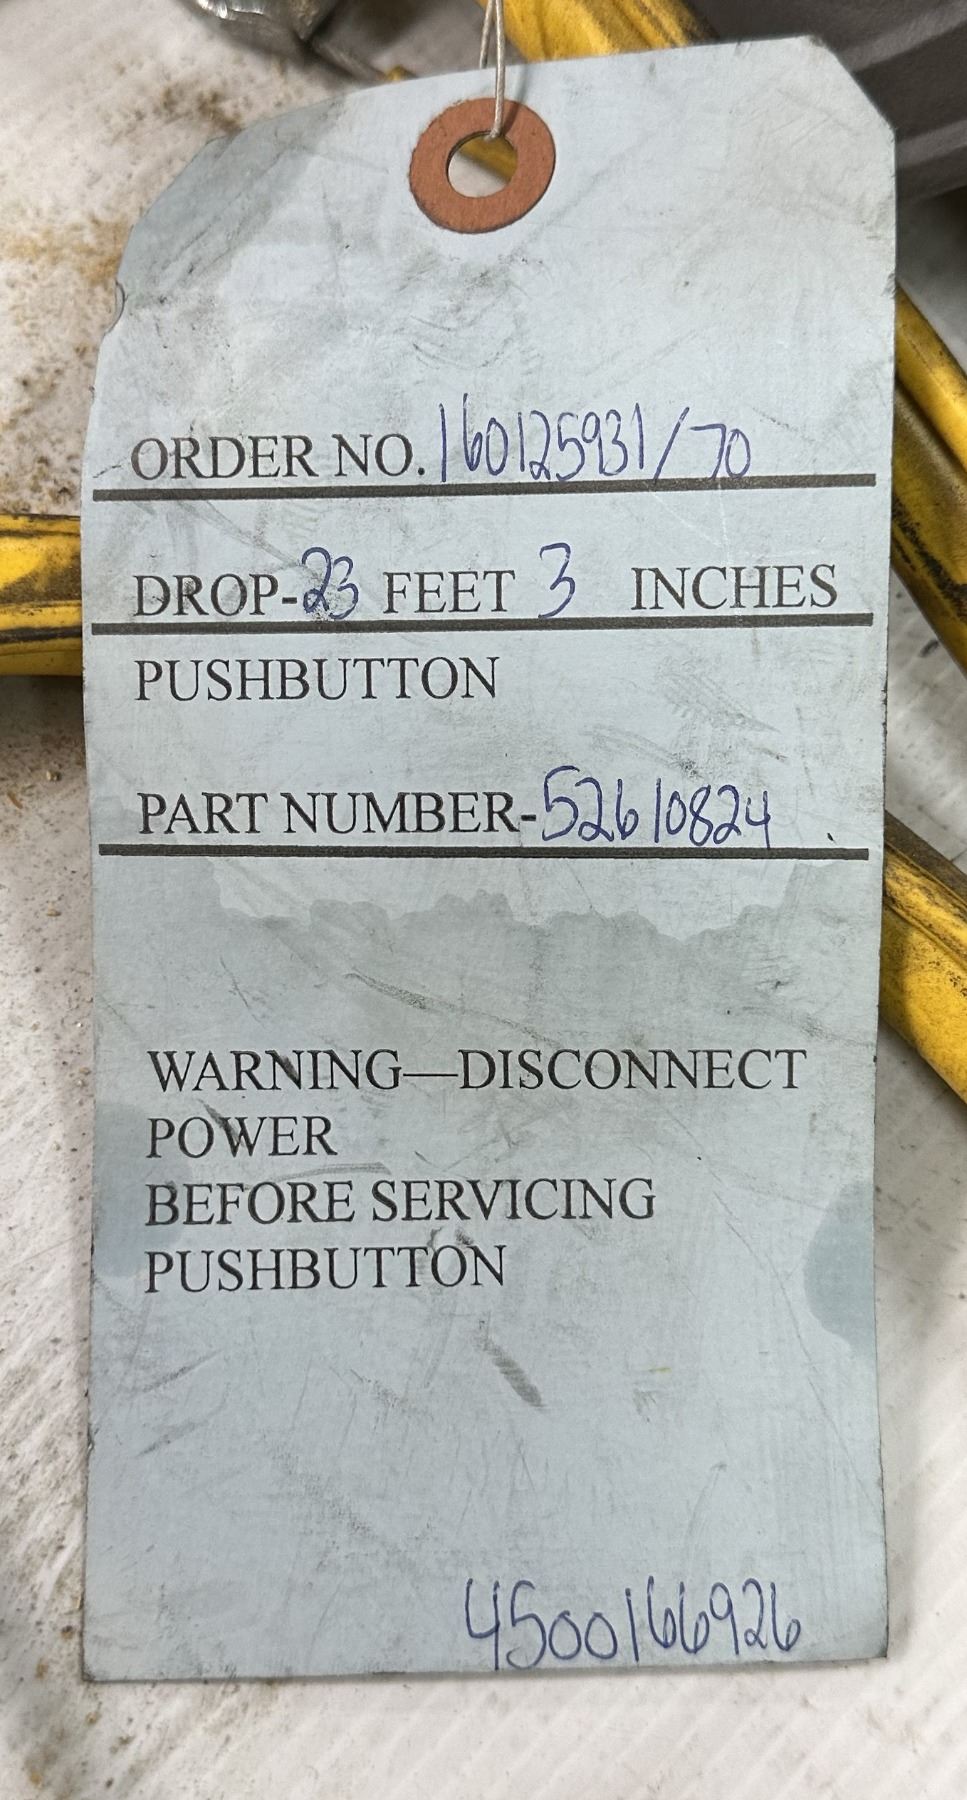 ORDER NO. 160125931/70
DROP-23 FEET 3 INCHES
PUSHBUTTON
PART NUMBER-52610824
WARNING—DISCONNECT
POWER
BEFORE SERVICING
PUSHBUTTON
4500166926